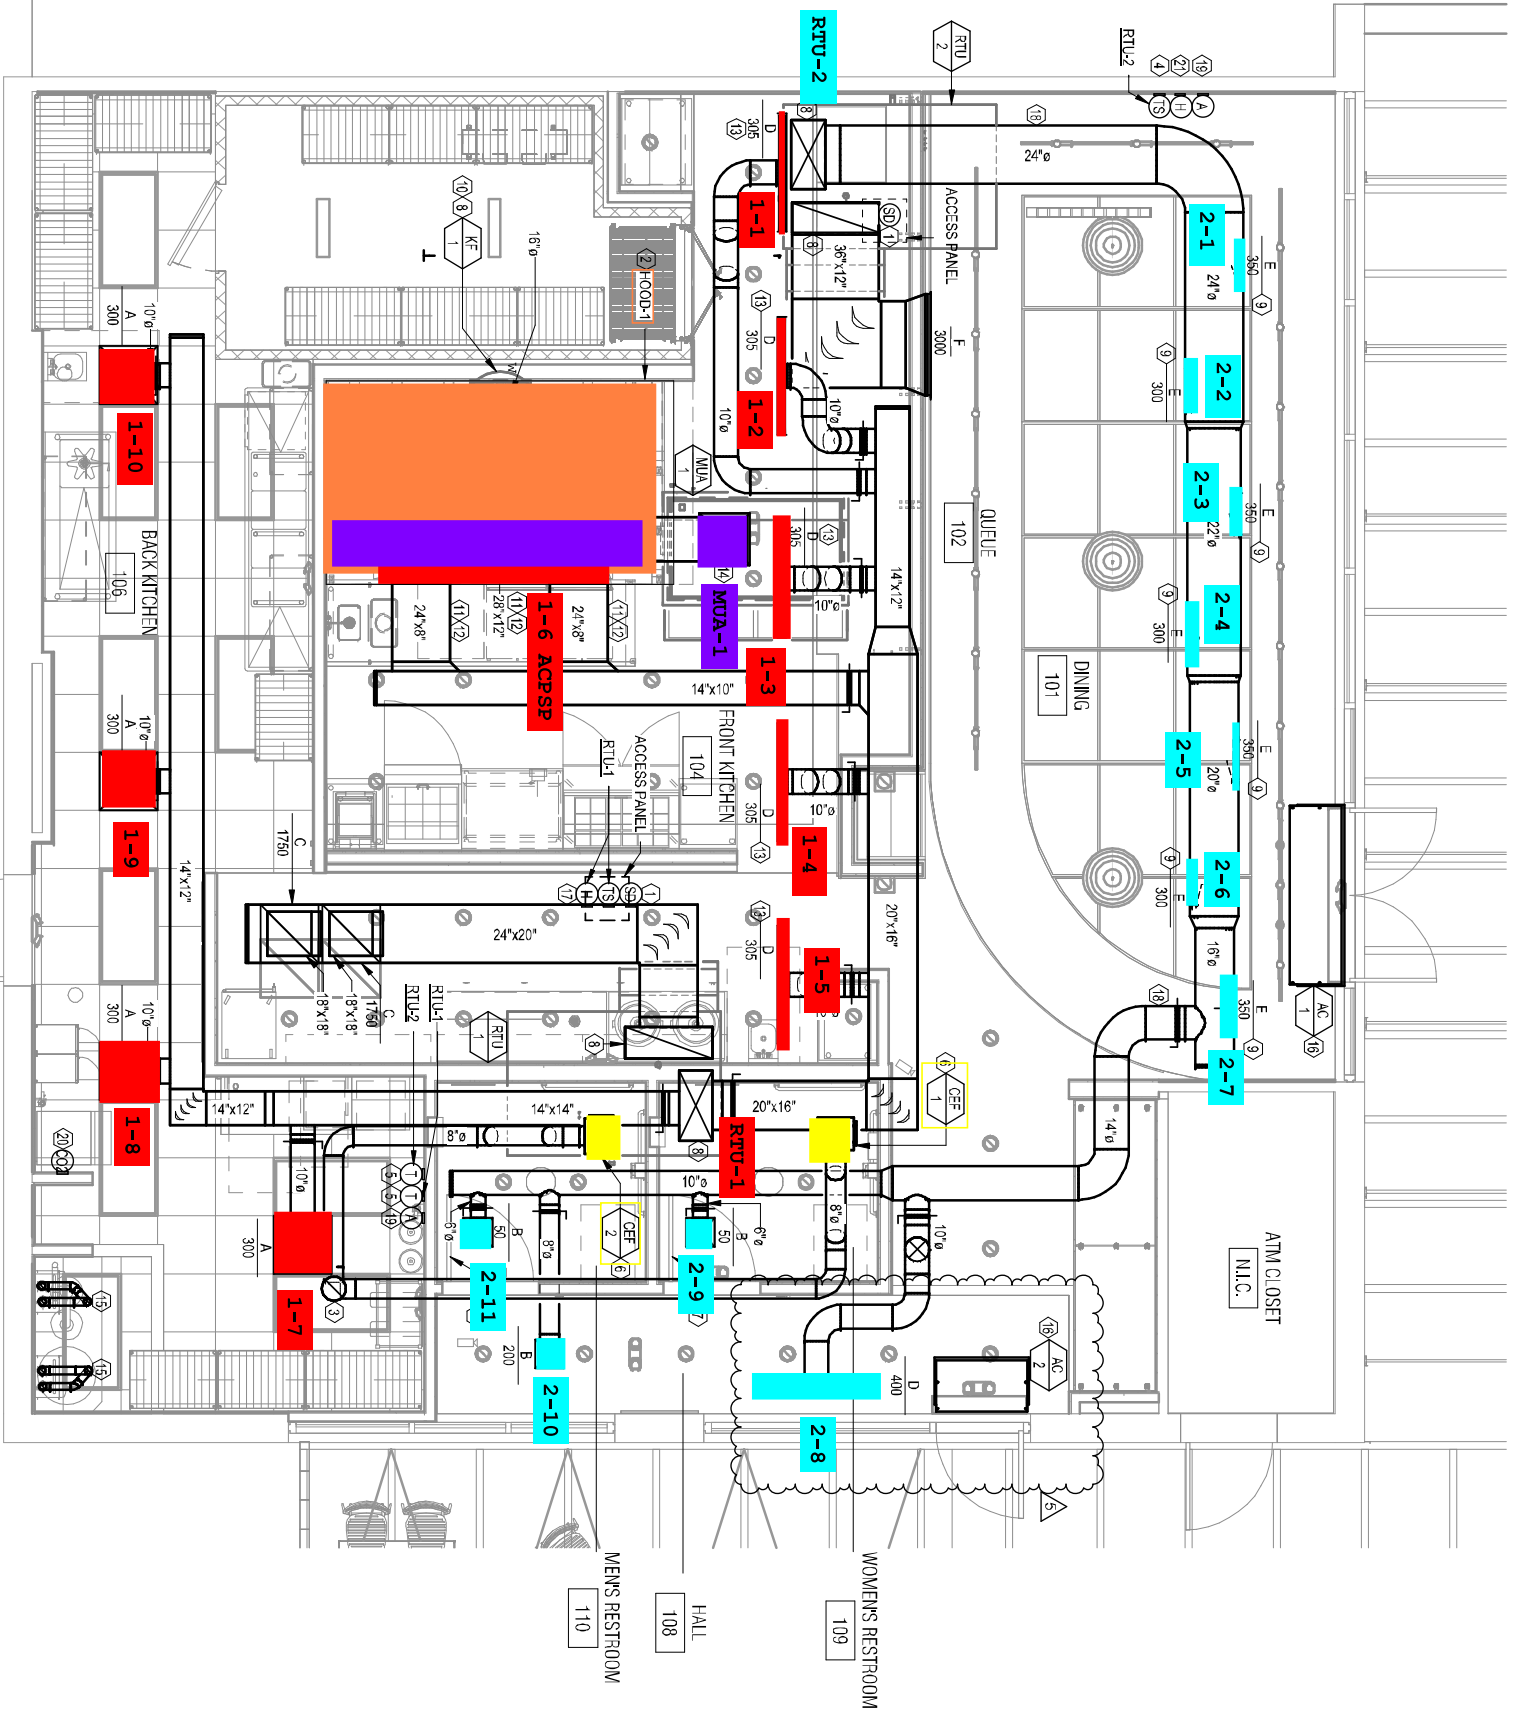 RTU-2
RTU
2
RTU-2
4
21
19
TS
H
A
8
D
305
13
18
24"ø
ACCESS PANEL
SD
1
8
36"x12"
1-1
2-1
E
350
9
24"ø
10
8
KF
1
16"ø
2
HOOD-1
13
D
305
F
3000
10"ø
A
300
1-10
1-2
10"ø
10"ø
9
E
300
2-2
MUA
1
QUEUE
102
2-3
E
350
9
22"ø
BACK KITCHEN
106
D
305
13
14
MUA-1
10"ø
14"x12"
9
E
300
2-4
24"x8"
11
12
28"x12"
11
12
24"x8"
11
12
1-6 ACPSP
1-3
14"x10"
DINING
101
10"ø
A
300
FRONT KITCHEN
104
ACCESS PANEL
RTU-1
2-5
E
350
9
20"ø
1-9
14"x12"
C
1750
D
305
13
10"ø
1-4
9
E
300
2-6
17
H
TS
SD
1
24"x20"
13
D
305
1-5
20"x16"
16"ø
18"x18"
18"x18"
C
1750
RTU-1
RTU-2
RTU
1
8
18
E
350
9
2-7
AC
1
16
10"ø
A
300
1-8
14"x12"
14"x14"
20"x16"
6
CEF
1
20
CO2
8"ø
8
RTU-1
14"ø
10"ø
5
T
5
T
19
A
10"ø
A
300
6"ø
50
B
8"ø
CEF
2
6
50
B
6"ø
8"ø
10"ø
ATM CLOSET
N.I.C.
15
15
1-7
3
2-11
2-9
7
B
200
2-10
D
400
2-8
16
AC
2
5
MEN'S RESTROOM
110
HALL
108
WOMEN'S RESTROOM
109